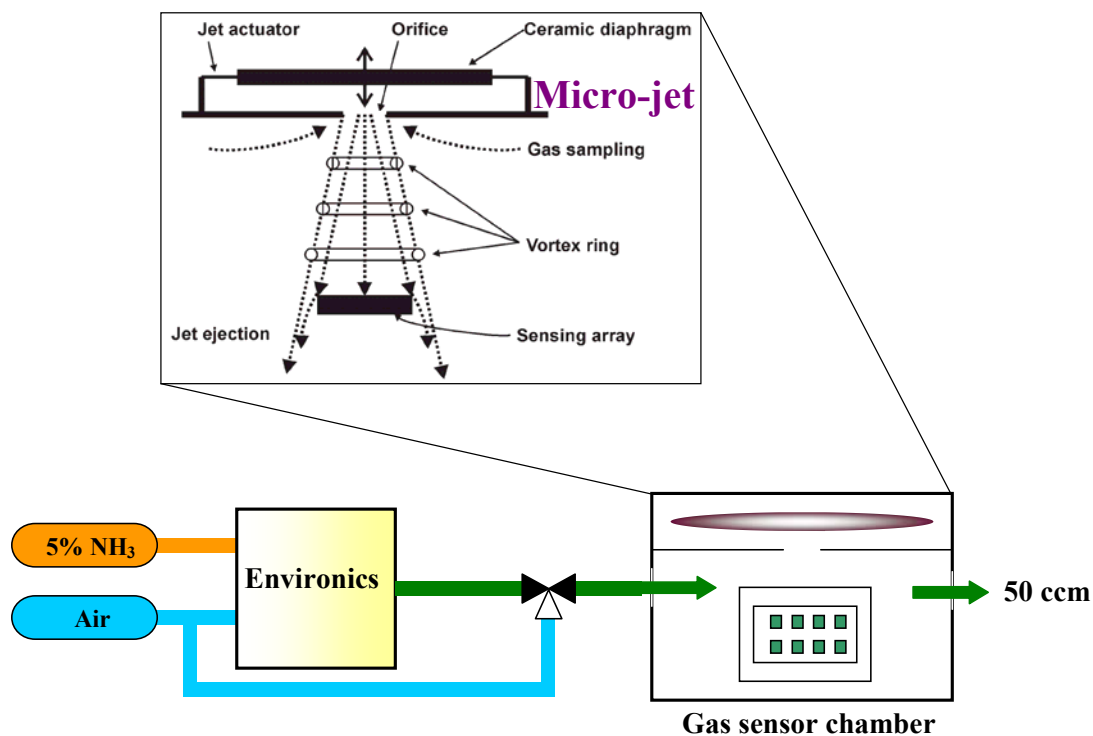 Jet actuator
Orifice
Ceramic diaphragm
Micro-jet
Gas sampling
Vortex ring
Jet ejection
Sensing array
5% NH₃
Environics
Air
50 ccm
Gas sensor chamber